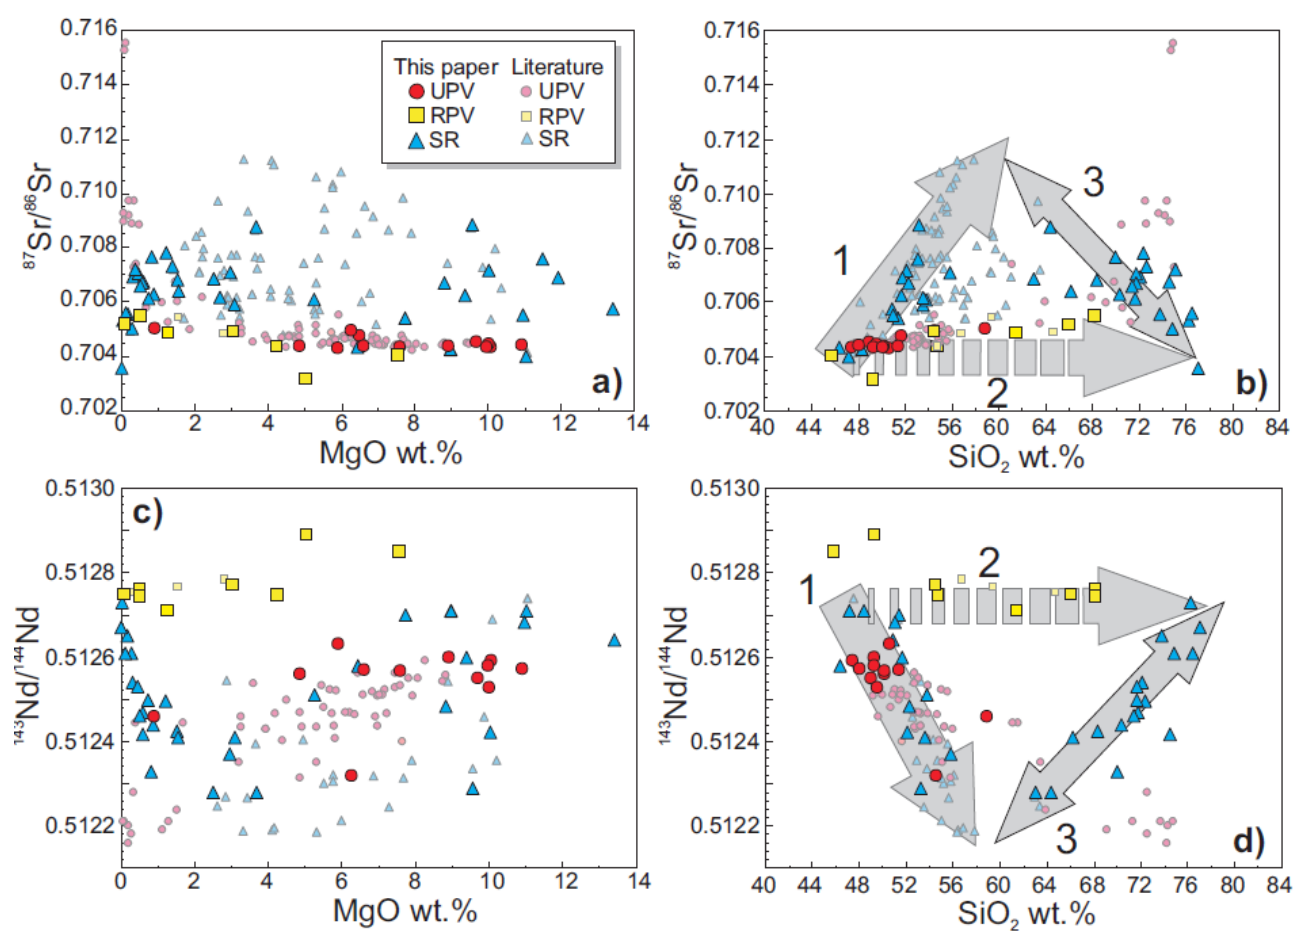 0.716
0.714
0.712
0.710
0.708
0.706
0.704
0.702
87Sr/86Sr
This paper Literature
UPV UPV
RPV RPV
SR SR
a)
0 2 4 6 8 10 12 14
MgO wt.%
0.716
0.714
0.712
0.710
0.708
0.706
0.704
0.702
87Sr/86Sr
1
3
2
b)
40 44 48 52 56 60 64 68 72 76 80 84
SiO2 wt.%
0.5130
0.5128
0.5126
0.5124
0.5122
143Nd/144Nd
c)
0 2 4 6 8 10 12 14
MgO wt.%
0.5130
0.5128
0.5126
0.5124
0.5122
143Nd/144Nd
1
2
3
d)
40 44 48 52 56 60 64 68 72 76 80 84
SiO2 wt.%